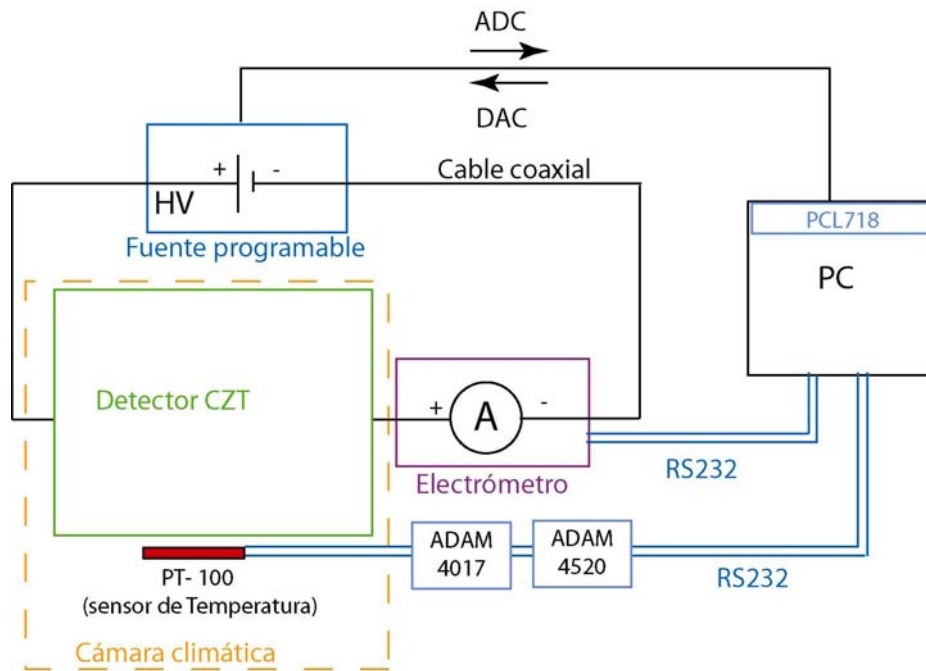 ADC
DAC
+ -
Cable coaxial
HV
Fuente programable
PCL718
PC
Detector CZT
+ A -
Electrómetro
RS232
ADAM
4017
ADAM
4520
RS232
PT- 100
(sensor de Temperatura)
Cámara climática